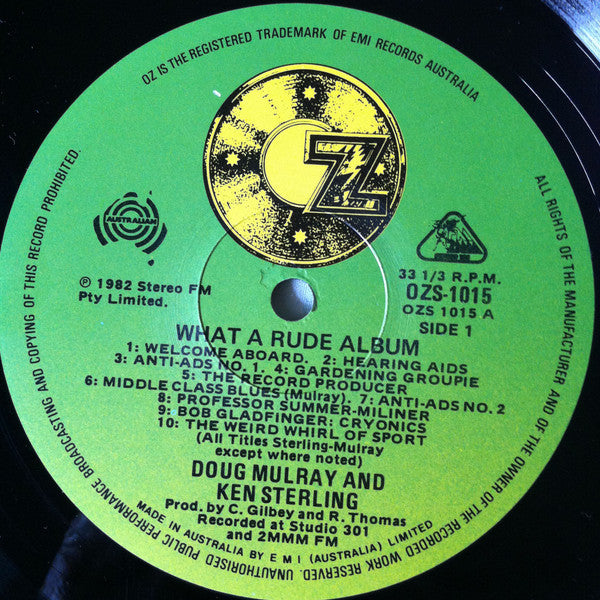 OZ IS THE REGISTERED TRADEMARK OF EMI RECORDS AUSTRALIA
OZ
AUSTRALIAN
℗ 1982 Stereo FM
Pty Limited.
33 1/3 R.P.M.
OZS-1015
OZS 1015 A
SIDE 1
WHAT A RUDE ALBUM
1: WELCOME ABOARD. 2: HEARING AIDS
3: ANTI-ADS NO. 1. 4: GARDENING GROUPIE
5: THE RECORD PRODUCER
6: MIDDLE CLASS BLUES (Mulray). 7: ANTI-ADS NO. 2
8: PROFESSOR SUMMER-MILINER
9: BOB GLADFINGER: CRYONICS
10: THE WEIRD WHIRL OF SPORT
(All Titles Sterling-Mulray
except where noted)
DOUG MULRAY AND
KEN STERLING
Prod. by C. Gilbey and R. Thomas
Recorded at Studio 301
and 2MMM FM
MADE IN AUSTRALIA BY E M I (AUSTRALIA) LIMITED
ALL RIGHTS OF THE MANUFACTURER AND OF THE OWNER OF THE RECORDED WORK RESERVED. UNAUTHORISED PUBLIC PERFORMANCE BROADCASTING AND COPYING OF THIS RECORD PROHIBITED.